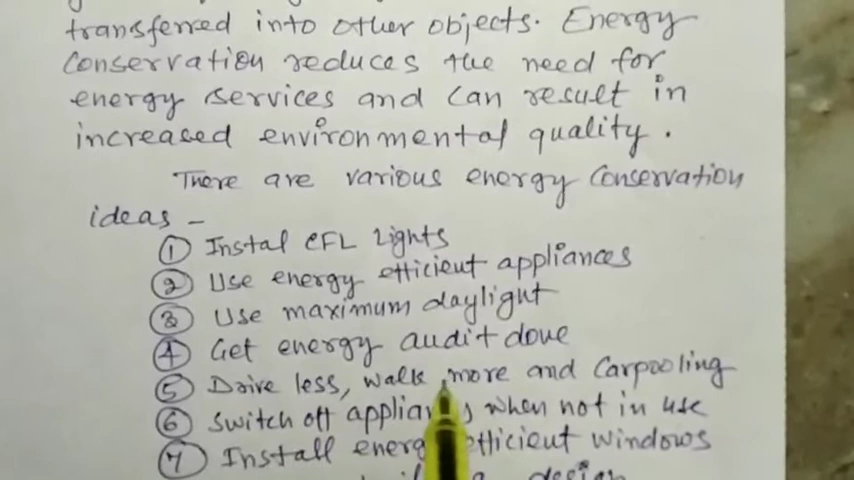 transferred into other objects. Energy
Conservation reduces the need for
energy services and can result in
increased environmental quality.
There are various energy Conservation
ideas -
① Instal CFL Lights
② Use energy efficient appliances
③ Use maximum daylight
④ Get energy audit done
⑤ Drive less, walk more and Carpooling
⑥ Switch off when not in use
⑦ Install efficient windows
design